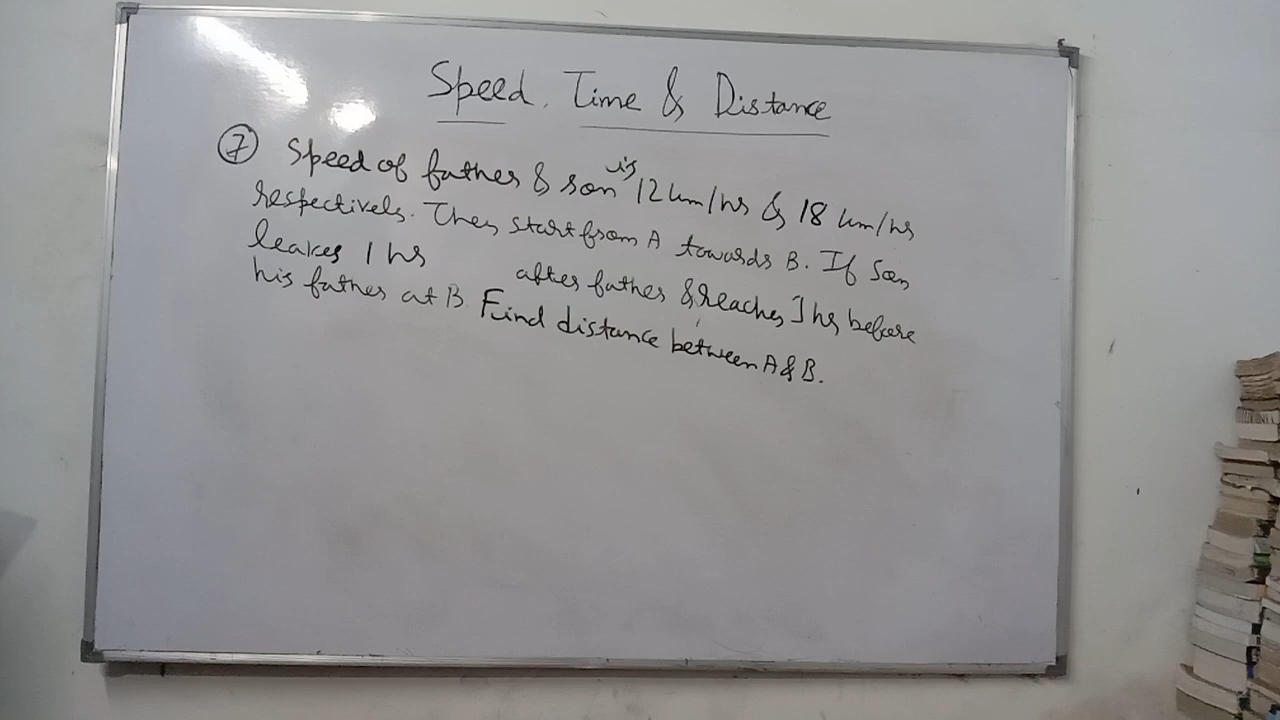 Speed, Time & Distance
⑦ Speed of father & son is 12 km/hr & 18 km/hr
respectively. They start from A towards B. If Son
leaves 1 hr after father & reaches 1 hr before
his father at B Find distance between A & B.